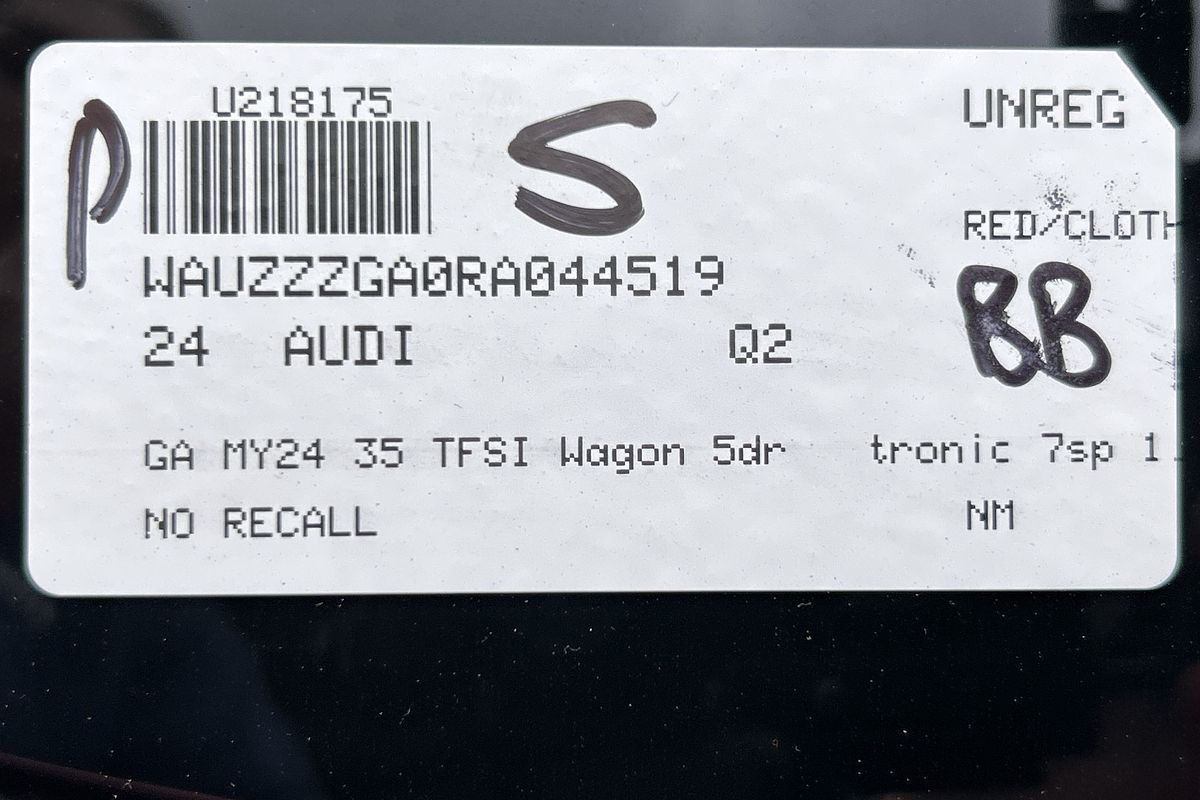 U218175
UNREG
P
S
RED/CLOTH
WAUZZZGA0RA044519
BB
24 AUDI Q2
GA MY24 35 TFSI Wagon 5dr tronic 7sp 1.
NO RECALL NM